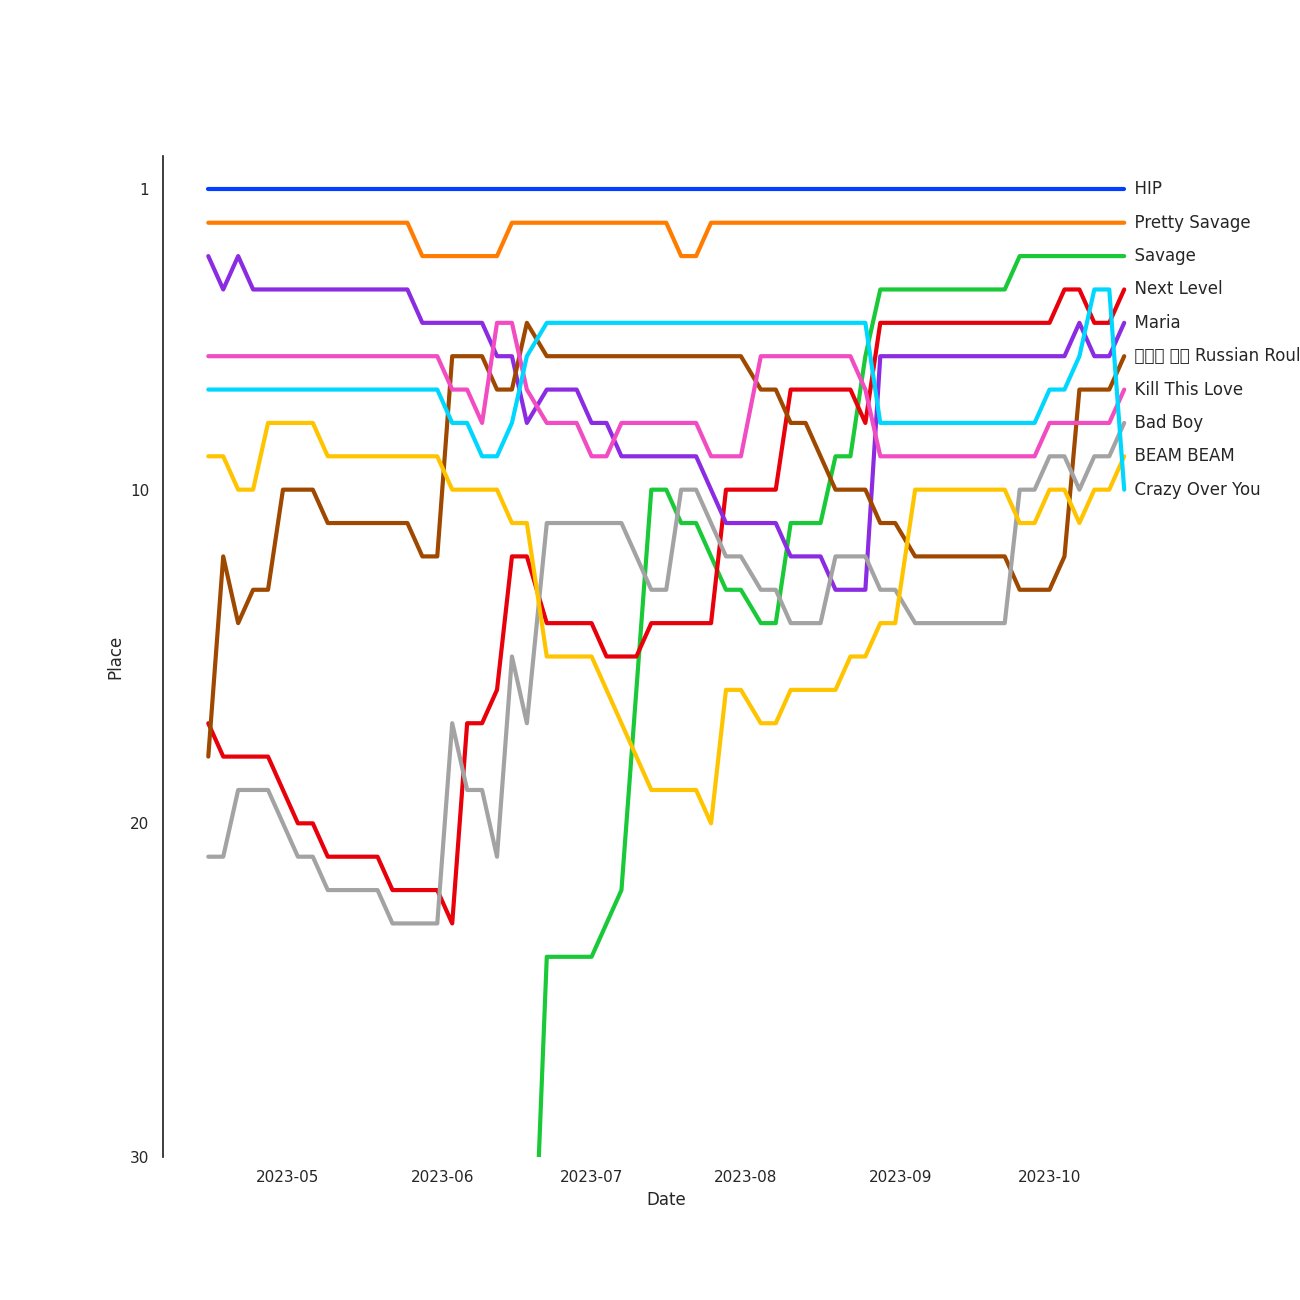 1
10
20
30
Place
2023-05
2023-06
2023-07
2023-08
2023-09
2023-10
Date
HIP
Pretty Savage
Savage
Next Level
Maria
Russian Roul
Kill This Love
Bad Boy
BEAM BEAM
Crazy Over You